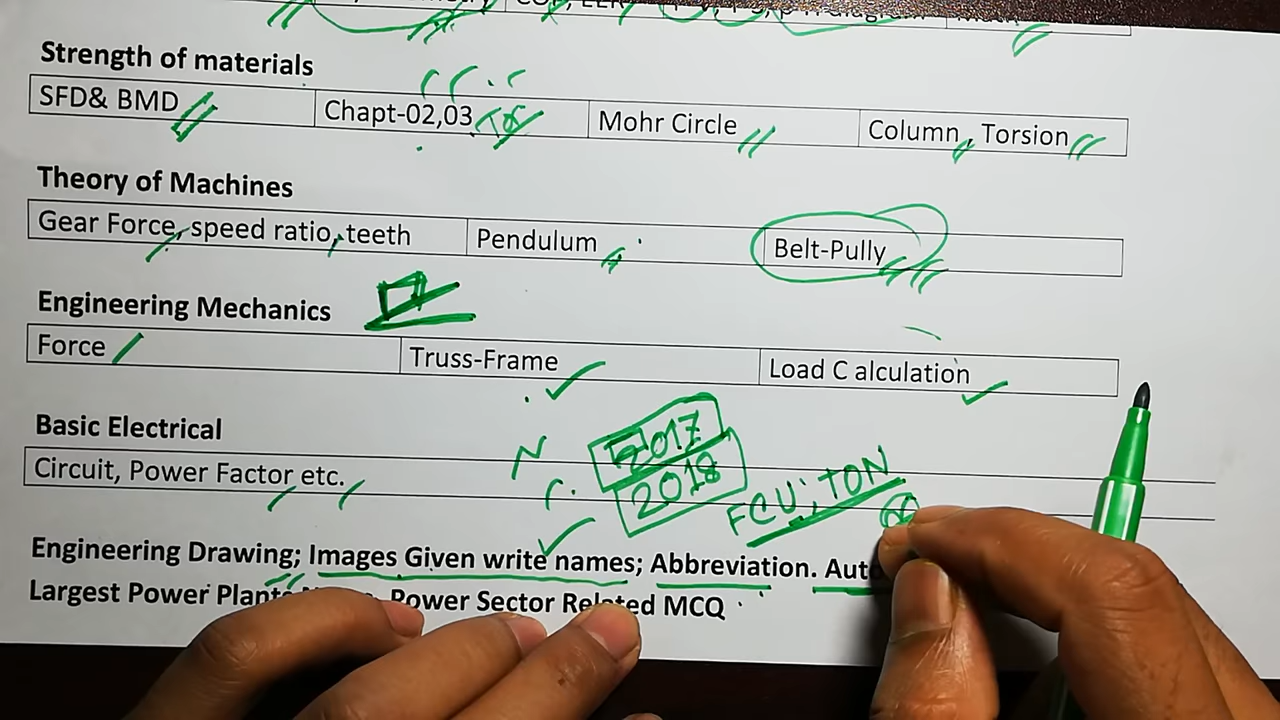 Strength of materials
SFD& BMD Chapt-02,03 Mohr Circle Column, Torsion
Theory of Machines
Gear Force, speed ratio, teeth Pendulum Belt-Pully
Engineering Mechanics
Force Truss-Frame Load C alculation
Basic Electrical
2017
Circuit, Power Factor etc.
2018
FCU; TON
Engineering Drawing; Images Given write names; Abbreviation.
Largest Power Plant Power Sector Related MCQ